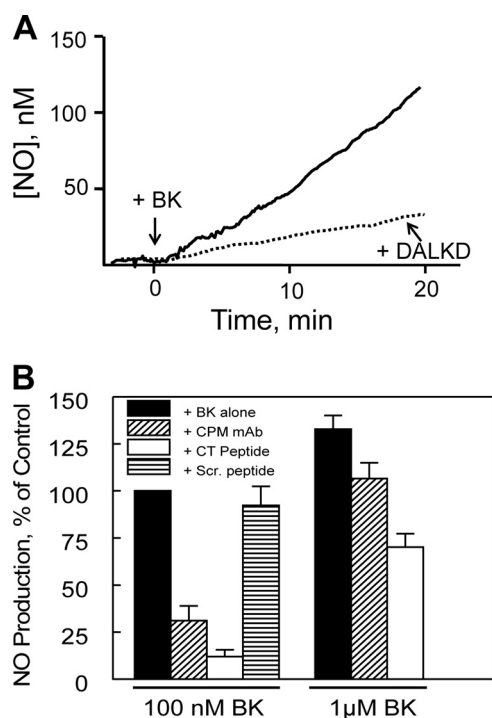 A
[NO], nM
150
100
50
+ BK
+ DALKD
0
10
20
Time, min
B
NO Production, % of Control
150
125
100
75
50
25
0
+ BK alone
+ CPM mAb
+ CT Peptide
+ Scr. peptide
100 nM BK
1µM BK